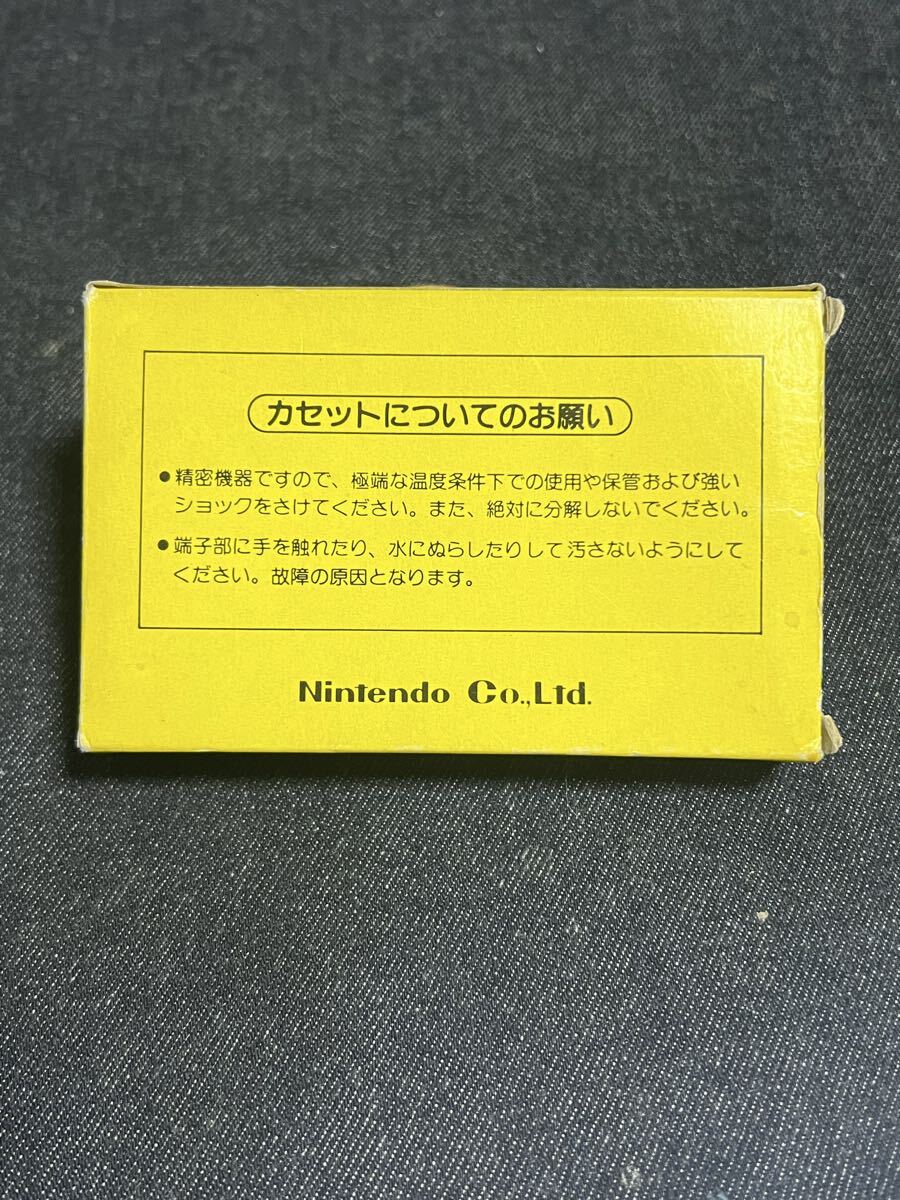 カセットについてのお願い
●精密機器ですので、極端な温度条件下での使用や保管および強い
ショックをさけてください。また、絶対に分解しないでください。
●端子部に手を触れたり、水にぬらしたりして汚さないようにして
ください。故障の原因となります。
Nintendo Co.,Ltd.